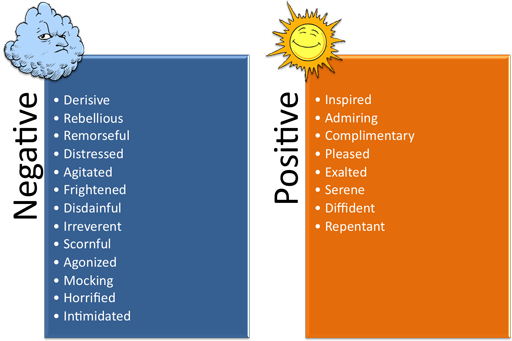 Negative
• Derisive
• Rebellious
• Remorseful
• Distressed
• Agitated
• Frightened
• Disdainful
• Irreverent
• Scornful
• Agonized
• Mocking
• Horrified
• Intimidated
Positive
• Inspired
• Admiring
• Complimentary
• Pleased
• Exalted
• Serene
• Diffident
• Repentant